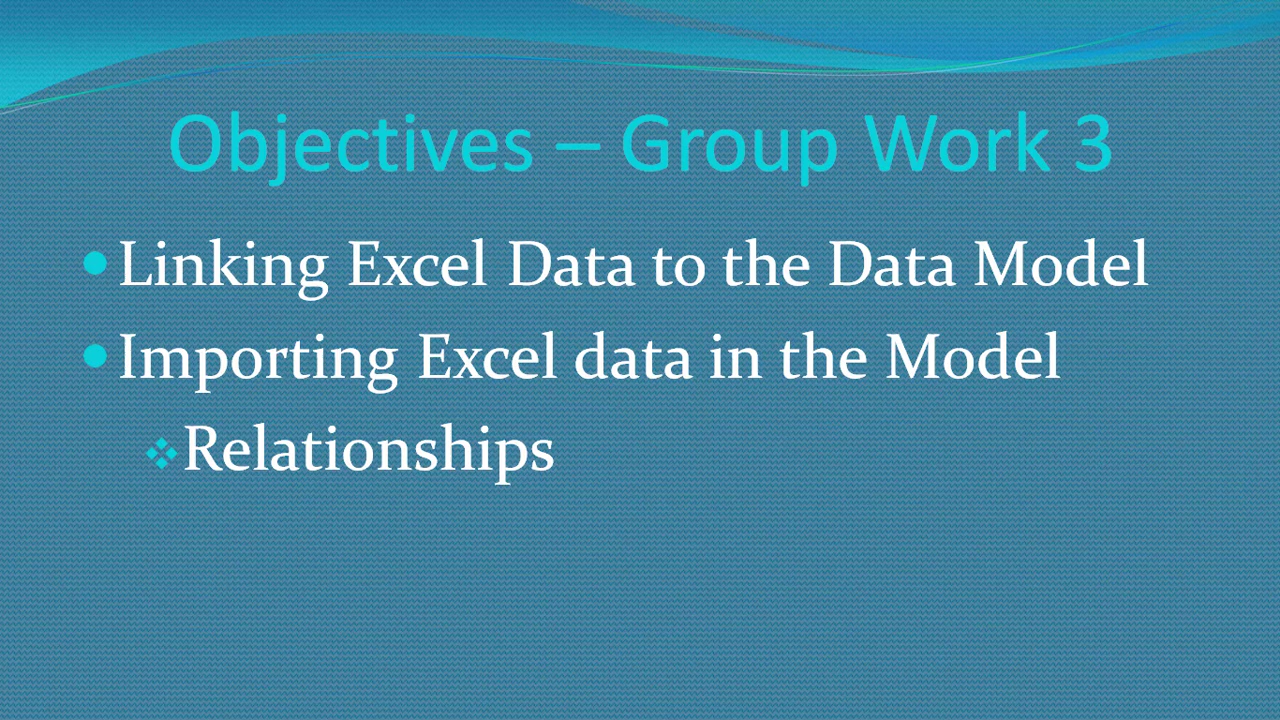 Objectives – Group Work 3
Linking Excel Data to the Data Model
Importing Excel data in the Model
Relationships